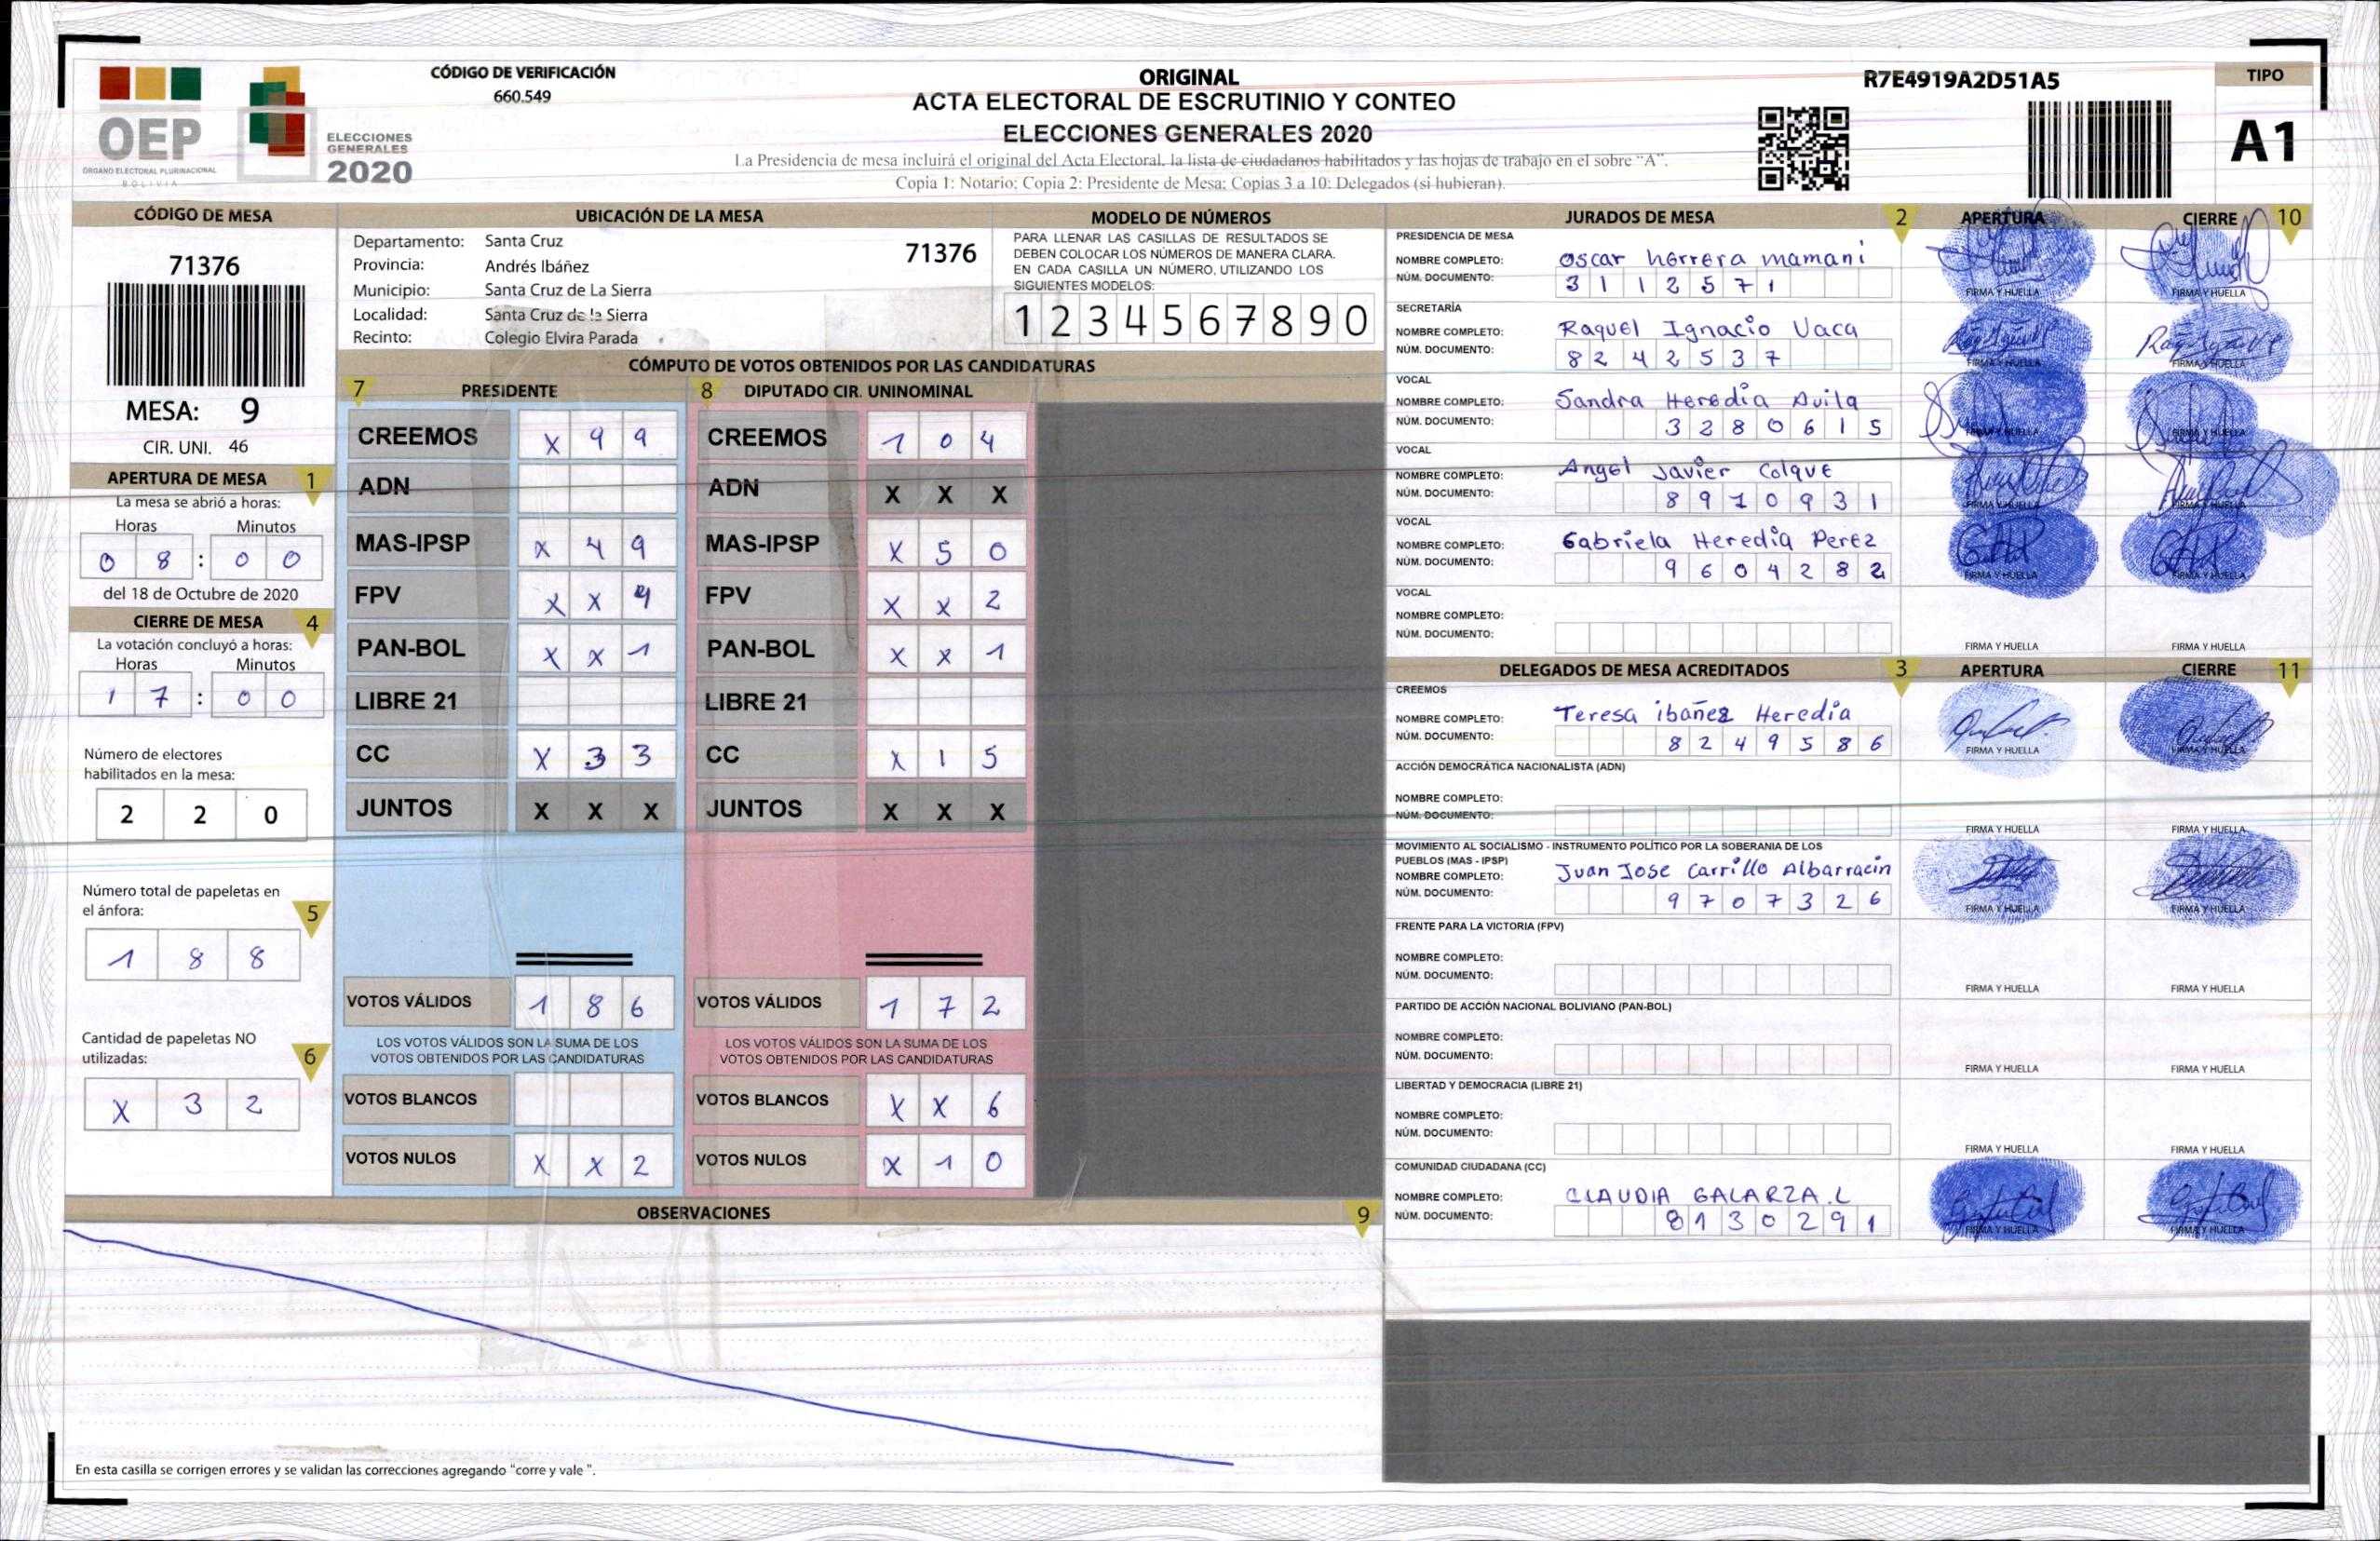 CÓDIGO DE VERIFICACIÓN
660.549
OEP
ÓRGANO ELECTORAL PLURINACIONAL
BOLIVIA
ELECCIONES
GENERALES
2020
ORIGINAL
ACTA ELECTORAL DE ESCRUTINIO Y CONTEO
ELECCIONES GENERALES 2020
La Presidencia de mesa incluirá el original del Acta Electoral, la lista de ciudadanos habilitados y las hojas de trabajo en el sobre "A".
Copia 1: Notario; Copia 2: Presidente de Mesa; Copias 3 a 10: Delegados (si hubieran).
R7E4919A2D51A5
TIPO
A1
CÓDIGO DE MESA
71376
MESA: 9
CIR. UNI. 46
APERTURA DE MESA 1
La mesa se abrió a horas:
Horas Minutos
0 8 : 0 0
del 18 de Octubre de 2020
CIERRE DE MESA 4
La votación concluyó a horas:
Horas Minutos
1 7 : 0 0
Número de electores
habilitados en la mesa:
2 2 0
Número total de papeletas en
el ánfora: 5
1 8 8
Cantidad de papeletas NO
utilizadas: 6
X 3 2
UBICACIÓN DE LA MESA
Departamento: Santa Cruz
71376
Provincia: Andrés Ibáñez
Municipio: Santa Cruz de La Sierra
Localidad: Santa Cruz de la Sierra
Recinto: Colegio Elvira Parada
MODELO DE NÚMEROS
PARA LLENAR LAS CASILLAS DE RESULTADOS SE
DEBEN COLOCAR LOS NÚMEROS DE MANERA CLARA.
EN CADA CASILLA UN NÚMERO, UTILIZANDO LOS
SIGUIENTES MODELOS:
1 2 3 4 5 6 7 8 9 0
CÓMPUTO DE VOTOS OBTENIDOS POR LAS CANDIDATURAS
7 PRESIDENTE
CREEMOS X 9 9
ADN
MAS-IPSP X 4 9
FPV X X
PAN-BOL X X 1
LIBRE 21
CC X 3 3
JUNTOS X X X
VOTOS VÁLIDOS 1 8 6
LOS VOTOS VÁLIDOS SON LA SUMA DE LOS
VOTOS OBTENIDOS POR LAS CANDIDATURAS
VOTOS BLANCOS
VOTOS NULOS X X 2
8 DIPUTADO CIR. UNINOMINAL
CREEMOS 1 0 4
ADN X X X
MAS-IPSP X 5 0
FPV X X 2
PAN-BOL X X 1
LIBRE 21
CC X 1 5
JUNTOS X X X
VOTOS VÁLIDOS 1 7 2
LOS VOTOS VÁLIDOS SON LA SUMA DE LOS
VOTOS OBTENIDOS POR LAS CANDIDATURAS
VOTOS BLANCOS X X 6
VOTOS NULOS X 1 0
OBSERVACIONES 9
En esta casilla se corrigen errores y se validan las correcciones agregando "corre y vale ".
JURADOS DE MESA 2 APERTURA CIERRE 10
PRESIDENCIA DE MESA
NOMBRE COMPLETO: Oscar herrera mamani
NÚM. DOCUMENTO: 3 1 1 2 5 7 1
FIRMA Y HUELLA FIRMA Y HUELLA
SECRETARÍA
NOMBRE COMPLETO: Raquel Ignacio Vaca
NÚM. DOCUMENTO: 8 2 4 2 5 3 7
FIRMA Y HUELLA FIRMA Y HUELLA
VOCAL
NOMBRE COMPLETO: Sandra Heredia Avila
NÚM. DOCUMENTO: 3 2 8 0 6 1 5
FIRMA Y HUELLA FIRMA Y HUELLA
VOCAL
NOMBRE COMPLETO: Angel Javier Colque
NÚM. DOCUMENTO: 8 9 1 0 9 3 1
FIRMA Y HUELLA FIRMA Y HUELLA
VOCAL
NOMBRE COMPLETO: Gabriela Heredia Perez
NÚM. DOCUMENTO: 9 6 0 4 2 8 2
FIRMA Y HUELLA FIRMA Y HUELLA
VOCAL
NOMBRE COMPLETO:
NÚM. DOCUMENTO:
FIRMA Y HUELLA FIRMA Y HUELLA
DELEGADOS DE MESA ACREDITADOS 3 APERTURA CIERRE 11
CREEMOS
NOMBRE COMPLETO: Teresa ibañez Heredia
NÚM. DOCUMENTO: 8 2 4 9 5 8 6
FIRMA Y HUELLA FIRMA Y HUELLA
ACCIÓN DEMOCRÁTICA NACIONALISTA (ADN)
NOMBRE COMPLETO:
NÚM. DOCUMENTO:
FIRMA Y HUELLA FIRMA Y HUELLA
MOVIMIENTO AL SOCIALISMO - INSTRUMENTO POLÍTICO POR LA SOBERANIA DE LOS
PUEBLOS (MAS - IPSP)
NOMBRE COMPLETO: Juan Jose Carrillo Albarracin
NÚM. DOCUMENTO: 9 7 0 7 3 2 6
FIRMA Y HUELLA FIRMA Y HUELLA
FRENTE PARA LA VICTORIA (FPV)
NOMBRE COMPLETO:
NÚM. DOCUMENTO:
FIRMA Y HUELLA FIRMA Y HUELLA
PARTIDO DE ACCIÓN NACIONAL BOLIVIANO (PAN-BOL)
NOMBRE COMPLETO:
NÚM. DOCUMENTO:
FIRMA Y HUELLA FIRMA Y HUELLA
LIBERTAD Y DEMOCRACIA (LIBRE 21)
NOMBRE COMPLETO:
NÚM. DOCUMENTO:
FIRMA Y HUELLA FIRMA Y HUELLA
COMUNIDAD CIUDADANA (CC)
NOMBRE COMPLETO: CLAUDIA GALARZA.L
NÚM. DOCUMENTO: 8 1 3 0 2 9 1
FIRMA Y HUELLA FIRMA Y HUELLA